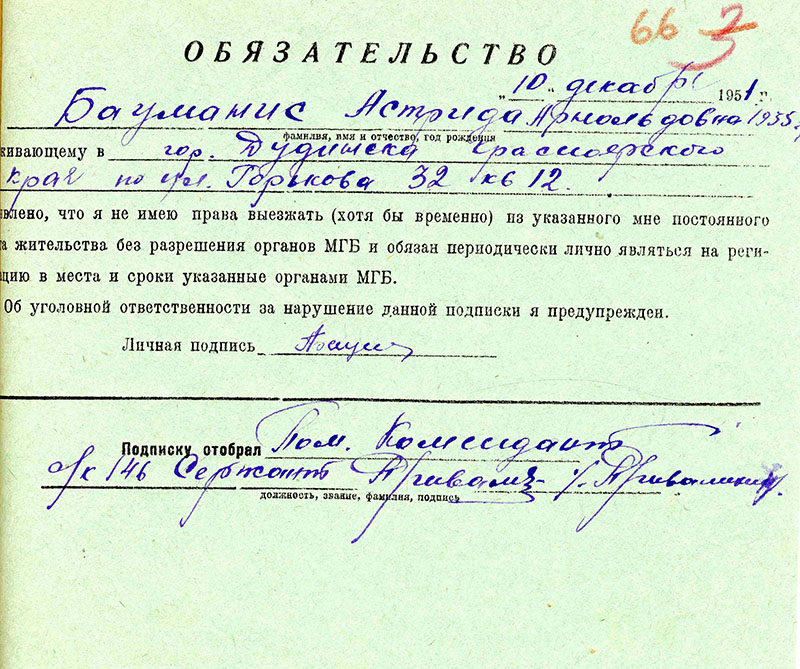 66 3
ОБЯЗАТЕЛЬСТВО
„10„ декабр 1951 г.
Бауманис Астрида Арнольдовна 1935 г
фамилия, имя и отчество, год рождения
живающему в гор. Дудинска Красноярского
края по ул. Горькова 32 кв 12.
явлено, что я не имею права выезжать (хотя бы временно) из указанного мне постоянного
та жительства без разрешения органов МГБ и обязан периодически лично являться на реги-
цию в места и сроки указанные органами МГБ.
Об уголовной ответственности за нарушение данной подписки я предупрежден.
Личная подпись
Подписку отобрал Пом. Комендант
с/к 146 Сержант
должность, звание, фамилия, подпись